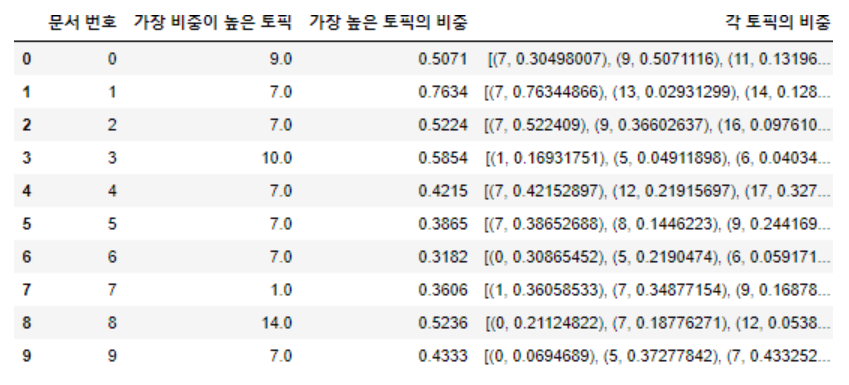 문서 번호 가장 비중이 높은 토픽 가장 높은 토픽의 비중 각 토픽의 비중
0 0 9.0 0.5071 [(7, 0.30498007), (9, 0.5071116), (11, 0.13196...
1 1 7.0 0.7634 [(7, 0.76344866), (13, 0.02931299), (14, 0.128...
2 2 7.0 0.5224 [(7, 0.522409), (9, 0.36602637), (16, 0.097610...
3 3 10.0 0.5854 [(1, 0.16931751), (5, 0.04911898), (6, 0.04034...
4 4 7.0 0.4215 [(7, 0.42152897), (12, 0.21915697), (17, 0.327...
5 5 7.0 0.3865 [(7, 0.38652688), (8, 0.1446223), (9, 0.244169...
6 6 7.0 0.3182 [(0, 0.30865452), (5, 0.2190474), (6, 0.059171...
7 7 1.0 0.3606 [(1, 0.36058533), (7, 0.34877154), (9, 0.16878...
8 8 14.0 0.5236 [(0, 0.21124822), (7, 0.18776271), (12, 0.0538...
9 9 7.0 0.4333 [(0, 0.0694689), (5, 0.37277842), (7, 0.433252...